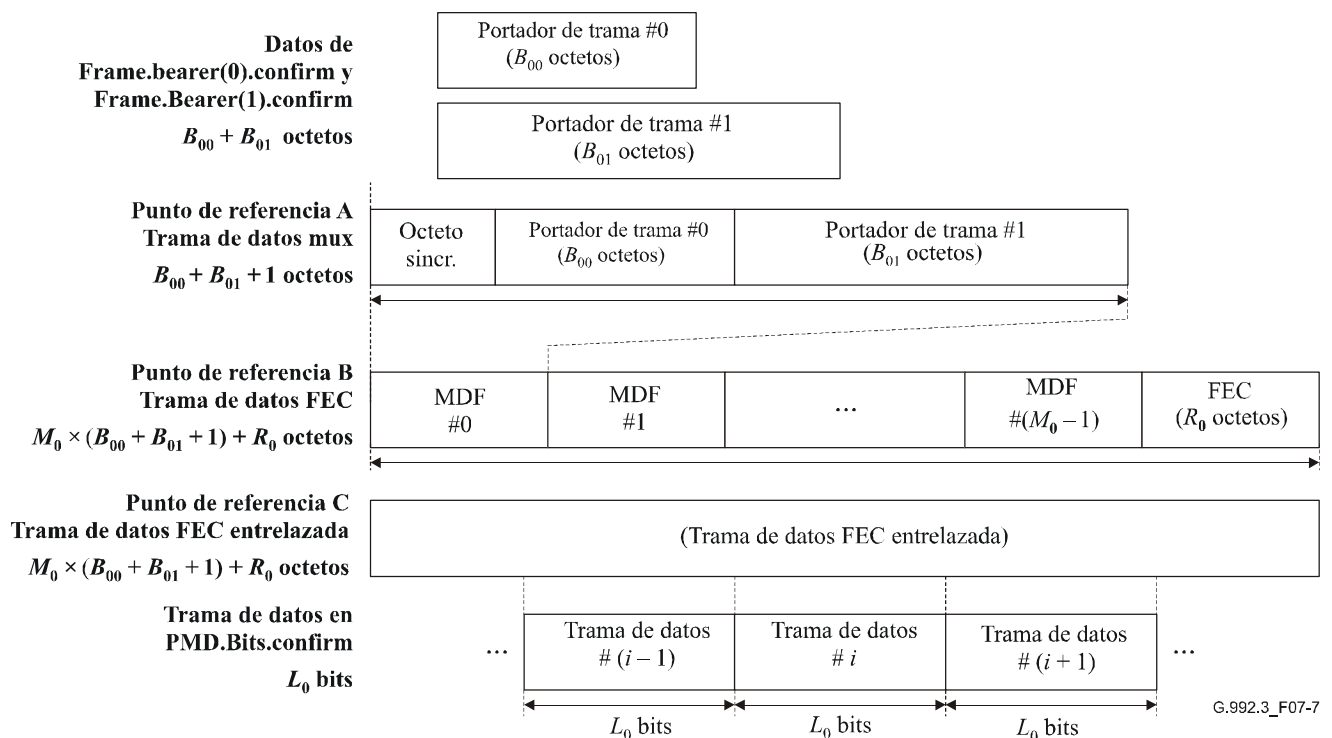 Datos de
Frame.bearer(0).confirm y
Frame.Bearer(1).confirm
B00 + B01 octetos
Portador de trama #0
(B00 octetos)
Portador de trama #1
(B01 octetos)
Punto de referencia A
Trama de datos mux
B00 + B01 + 1 octetos
Octeto
sincr.
Portador de trama #0
(B00 octetos)
Portador de trama #1
(B01 octetos)
Punto de referencia B
Trama de datos FEC
M0 × (B00 + B01 + 1) + R0 octetos
MDF
#0
MDF
#1
...
MDF
#(M0 – 1)
FEC
(R0 octetos)
Punto de referencia C
Trama de datos FEC entrelazada
M0 × (B00 + B01 + 1) + R0 octetos
(Trama de datos FEC entrelazada)
Trama de datos en
PMD.Bits.confirm
L0 bits
...
Trama de datos
# (i – 1)
Trama de datos
# i
Trama de datos
# (i + 1)
...
L0 bits
L0 bits
L0 bits
G.992.3_F07-7